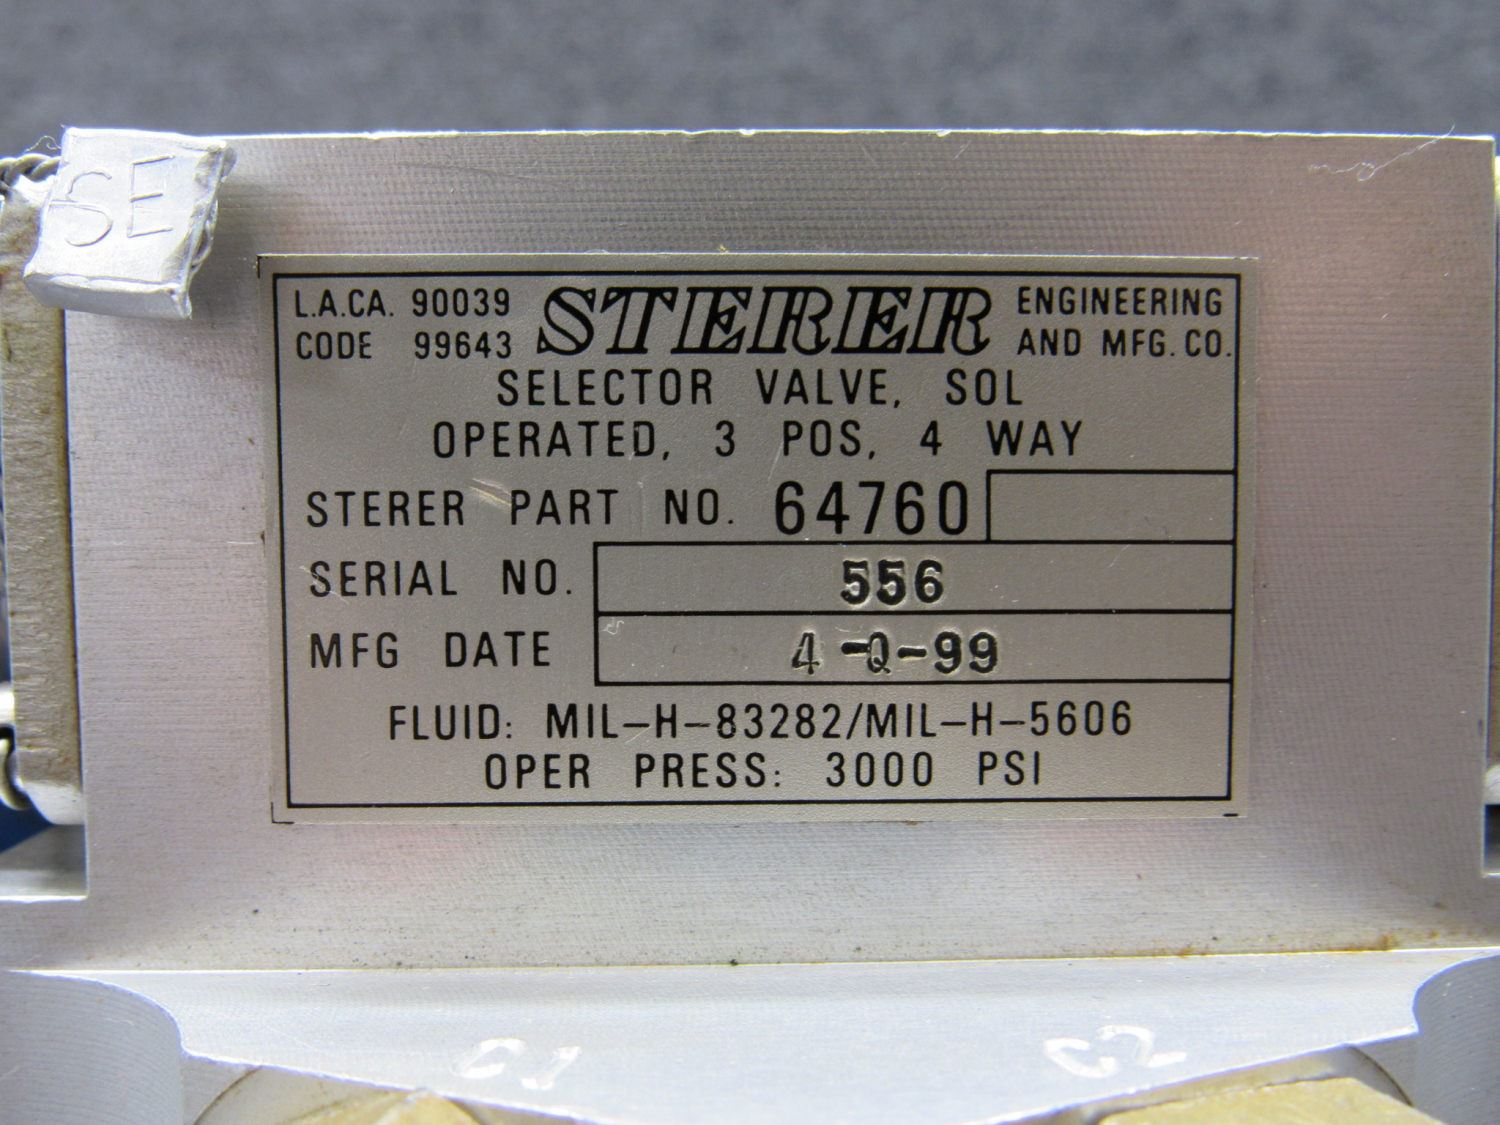 SE
L.A.CA. 90039 STERER ENGINEERING
CODE 99643 AND MFG. CO.
SELECTOR VALVE, SOL
OPERATED, 3 POS, 4 WAY
STERER PART NO. 64760
SERIAL NO. 556
MFG DATE 4-Q-99
FLUID: MIL-H-83282/MIL-H-5606
OPER PRESS: 3000 PSI
C1 C2